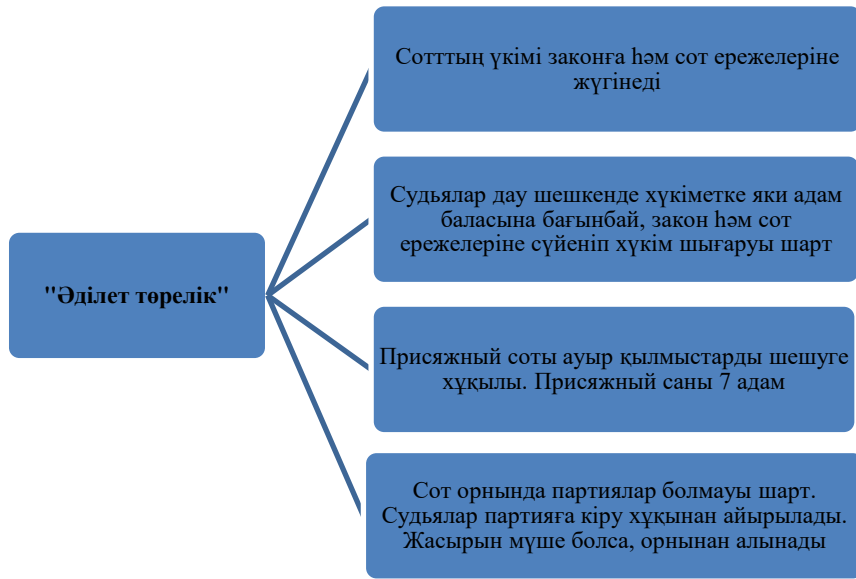 "Әділет төрелік"
Сотттың үкімі законға һәм сот ережелеріне
жүгінеді
Судьялар дау шешкенде хүкіметке яки адам
баласына бағынбай, закон һәм сот
ережелеріне сүйеніп хүкім шығаруы шарт
Присяжный соты ауыр қылмыстарды шешуге
хұқылы. Присяжный саны 7 адам
Сот орнында партиялар болмауы шарт.
Судьялар партияға кіру хұқынан айырылады.
Жасырын мүше болса, орнынан алынады